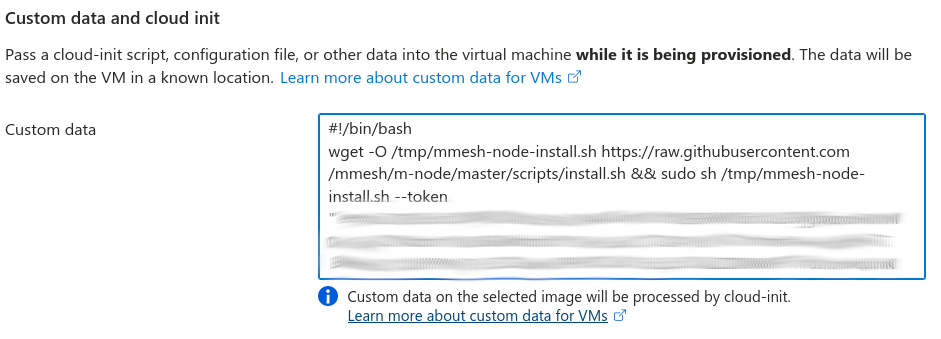 Custom data and cloud init
Pass a cloud-init script, configuration file, or other data into the virtual machine while it is being provisioned. The data will be
saved on the VM in a known location. Learn more about custom data for VMs
Custom data
#!/bin/bash
wget -O /tmp/mmesh-node-install.sh https://raw.githubusercontent.com
/mmesh/m-node/master/scripts/install.sh && sudo sh /tmp/mmesh-node-
install.sh --token
"
Custom data on the selected image will be processed by cloud-init.
Learn more about custom data for VMs